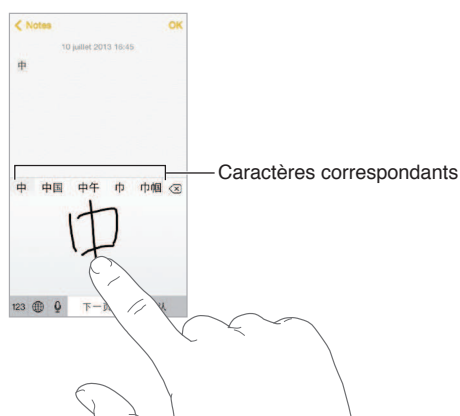 Notes OK
10 juillet 2013 16:45
中
Caractères correspondants
中 中国 中午 巾 巾帼
中
123 下一